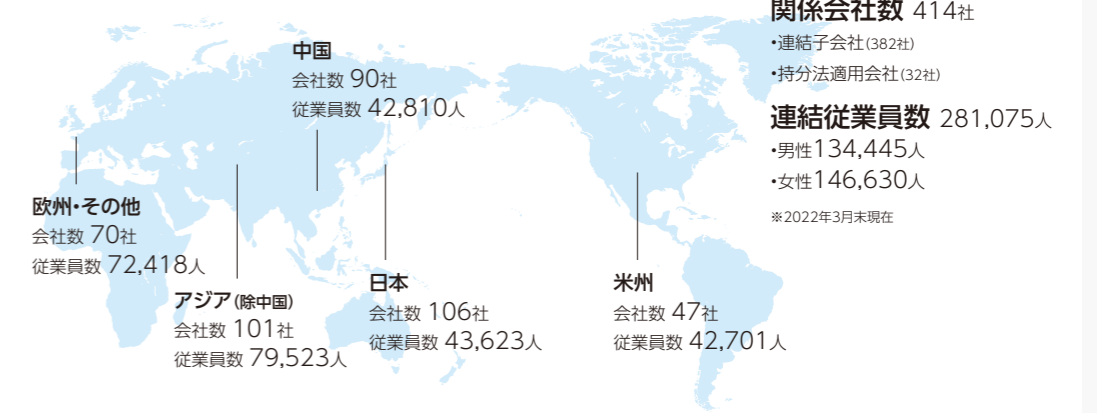 関係会社数 414社
・連結子会社(382社)
・持分法適用会社(32社)
連結従業員数 281,075人
・男性134,445人
・女性146,630人
※2022年3月末現在
中国
会社数 90社
従業員数 42,810人
欧州・その他
会社数 70社
従業員数 72,418人
アジア(除中国)
会社数 101社
従業員数 79,523人
日本
会社数 106社
従業員数 43,623人
米州
会社数 47社
従業員数 42,701人